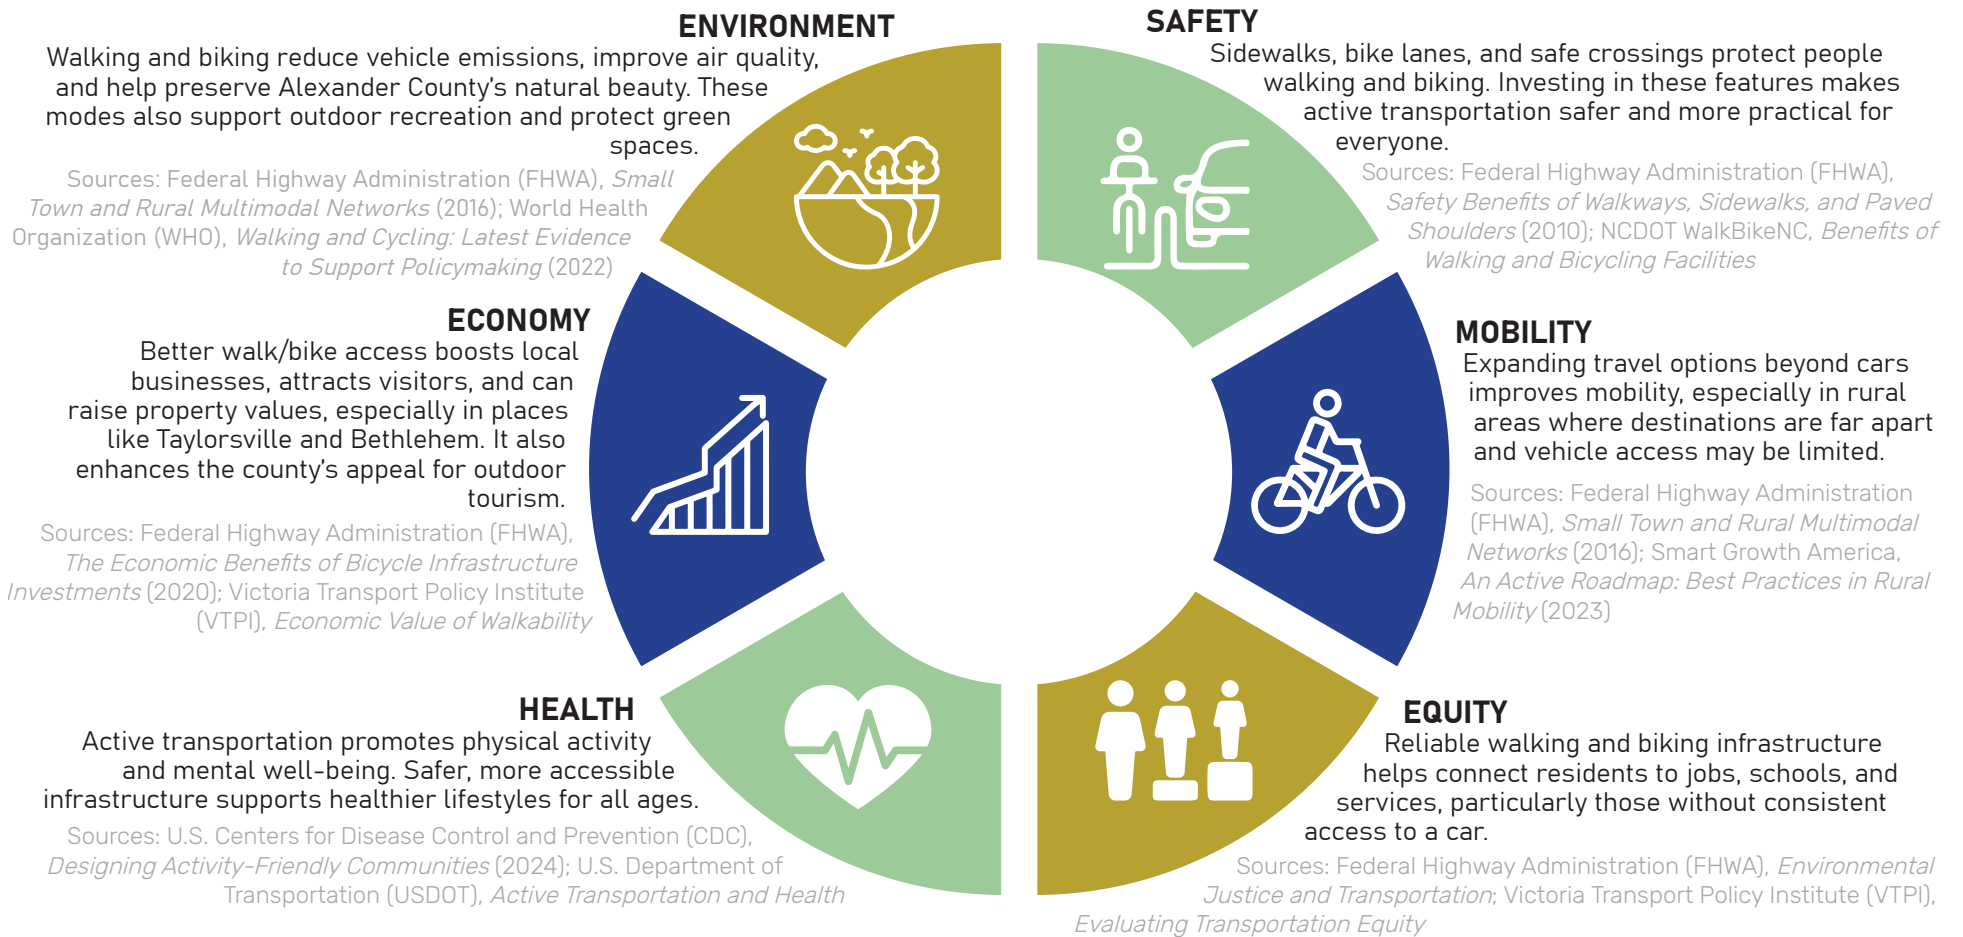 ENVIRONMENT
Walking and biking reduce vehicle emissions, improve air quality,
and help preserve Alexander County's natural beauty. These
modes also support outdoor recreation and protect green
spaces.
Sources: Federal Highway Administration (FHWA), Small
Town and Rural Multimodal Networks (2016); World Health
Organization (WHO), Walking and Cycling: Latest Evidence
to Support Policymaking (2022)
ECONOMY
Better walk/bike access boosts local
businesses, attracts visitors, and can
raise property values, especially in places
like Taylorsville and Bethlehem. It also
enhances the county's appeal for outdoor
tourism.
Sources: Federal Highway Administration (FHWA),
The Economic Benefits of Bicycle Infrastructure
Investments (2020); Victoria Transport Policy Institute
(VTPI), Economic Value of Walkability
HEALTH
Active transportation promotes physical activity
and mental well-being. Safer, more accessible
infrastructure supports healthier lifestyles for all ages.
Sources: U.S. Centers for Disease Control and Prevention (CDC),
Designing Activity-Friendly Communities (2024); U.S. Department of
Transportation (USDOT), Active Transportation and Health
SAFETY
Sidewalks, bike lanes, and safe crossings protect people
walking and biking. Investing in these features makes
active transportation safer and more practical for
everyone.
Sources: Federal Highway Administration (FHWA),
Safety Benefits of Walkways, Sidewalks, and Paved
Shoulders (2010); NCDOT WalkBikeNC, Benefits of
Walking and Bicycling Facilities
MOBILITY
Expanding travel options beyond cars
improves mobility, especially in rural
areas where destinations are far apart
and vehicle access may be limited.
Sources: Federal Highway Administration
(FHWA), Small Town and Rural Multimodal
Networks (2016); Smart Growth America,
An Active Roadmap: Best Practices in Rural
Mobility (2023)
EQUITY
Reliable walking and biking infrastructure
helps connect residents to jobs, schools, and
services, particularly those without consistent
access to a car.
Sources: Federal Highway Administration (FHWA), Environmental
Justice and Transportation; Victoria Transport Policy Institute (VTPI),
Evaluating Transportation Equity